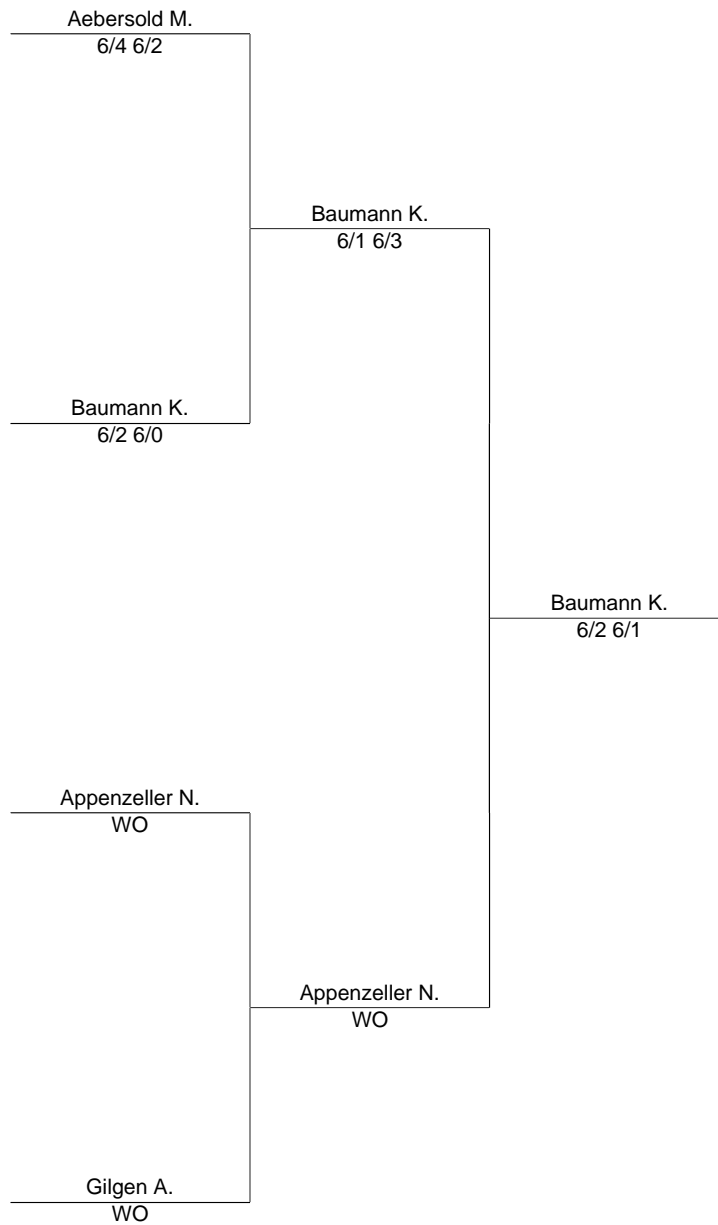 Aebersold M.
6/4 6/2
Baumann K.
6/1 6/3
Baumann K.
6/2 6/0
Baumann K.
6/2 6/1
Appenzeller N.
WO
Appenzeller N.
WO
Gilgen A.
WO